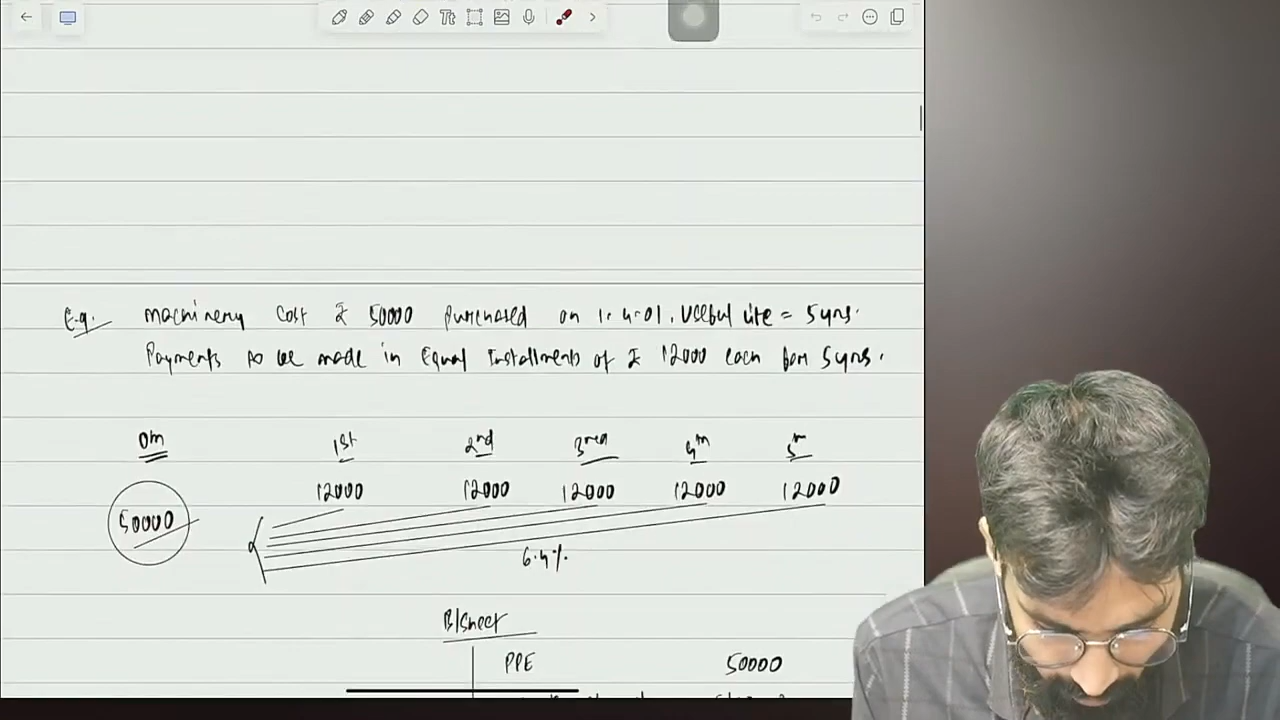 Tt
E.g. Machinery Cost ₹ 50000 purchased on 1.4.01, Useful life = 5yrs.
Payments to be made in Equal Installments of ₹ 12000 each for 5yrs.
0th 1st 2nd 3red 4th 5th
12000 12000 12000 12000 12000
50000
6.4%
B/Sheet
PPE 50000